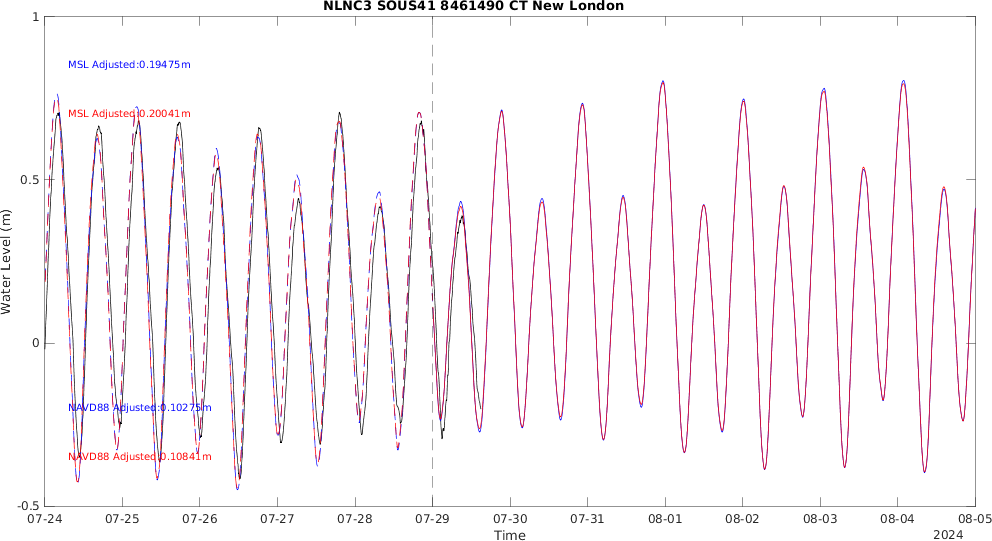 NLNC3 SOUS41 8461490 CT New London
1
MSL Adjusted:0.19475m
MSL Adjusted:0.20041m
0.5
Water Level (m)
0
NAVD88 Adjusted:0.10275m
NAVD88 Adjusted:0.10841m
-0.5
07-24 07-25 07-26 07-27 07-28 07-29 07-30 07-31 08-01 08-02 08-03 08-04 08-05
Time
2024